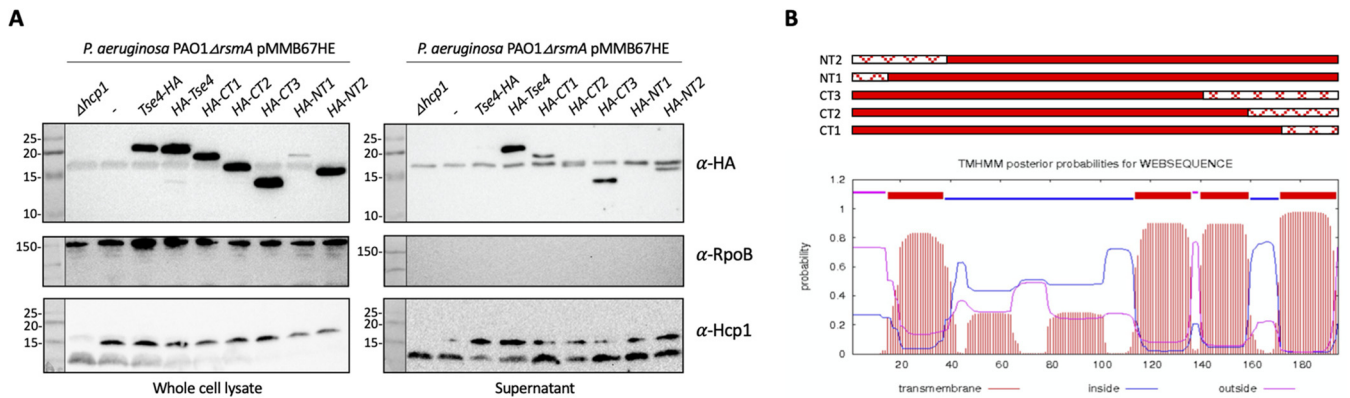 A
P. aeruginosa PAO1ΔrsmA pMMB67HE
P. aeruginosa PAO1ΔrsmA pMMB67HE
Δhcp1
-
Tse4-HA
HA-Tse4
HA-CT1
HA-CT2
HA-CT3
HA-NT1
HA-NT2
Δhcp1
-
Tse4-HA
HA-Tse4
HA-CT1
HA-CT2
HA-CT3
HA-NT1
HA-NT2
25-
20-
15-
10-
25-
20-
15-
10-
α-HA
150-
150-
α-RpoB
25-
20-
15-
25-
20-
15-
α-Hcp1
Whole cell lysate
Supernatant
B
NT2
NT1
CT3
CT2
CT1
TMHMM posterior probabilities for WEBSEQUENCE
probability
1.2
1
0.8
0.6
0.4
0.2
0
20 40 60 80 100 120 140 160 180
transmembrane inside outside